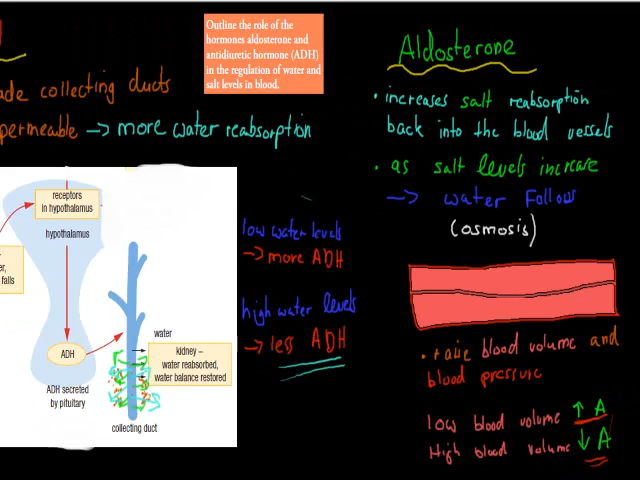 Outline the role of the
hormones aldosterone and
antidiuretic hormone (ADH)
in the regulation of water and
salt levels in blood.
ade collecting ducts
permeable → more water reabsorption
receptors
in hypothalamus
hypothalamus
er,
falls
ADH
ADH secreted
by pituitary
water
kidney –
water reabsorbed,
water balance restored
collecting duct
low water levels
→ more ADH
high water levels
→ less ADH
Aldosterone
• increases salt reabsorption
back into the blood vessels
• as salt levels increase
→ water follows
(osmosis)
• raise blood volume and
blood pressure
Low blood volume ↑ A
High blood volume ↓ A